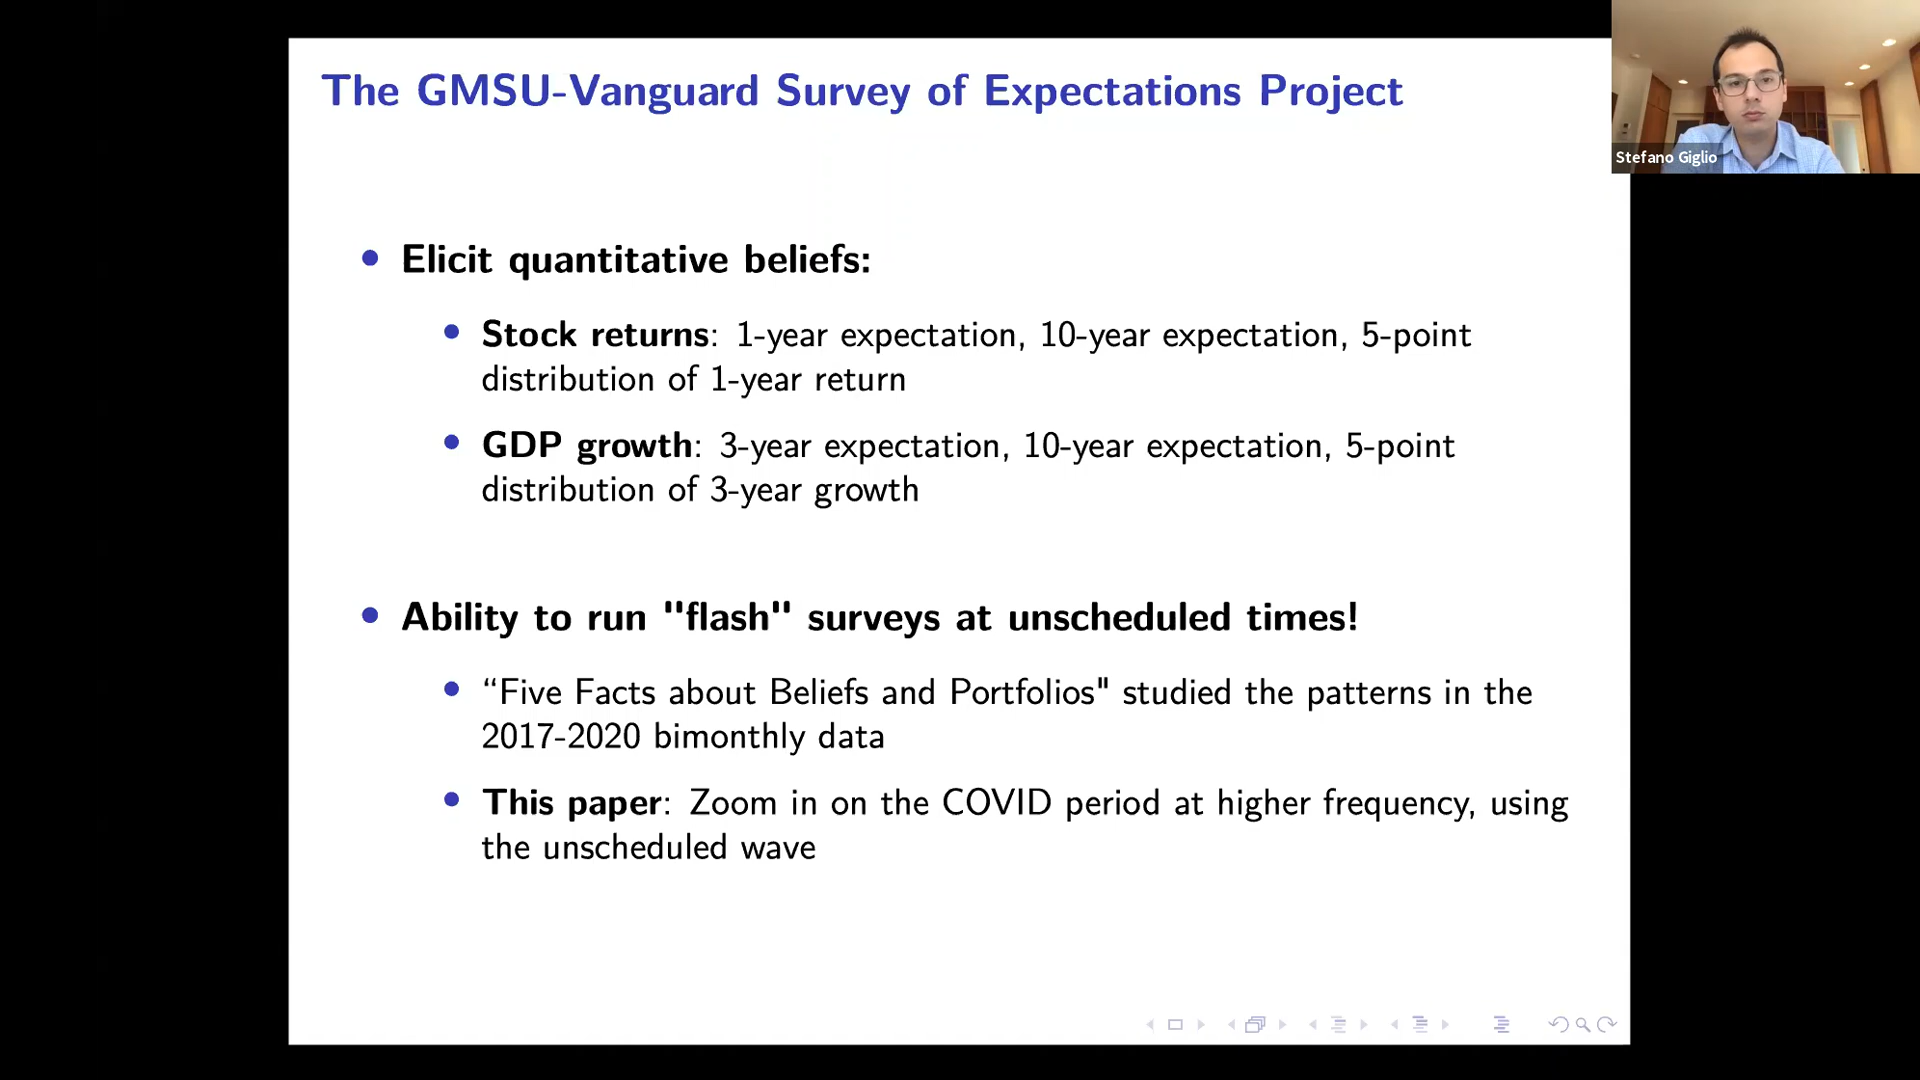 The GMSU-Vanguard Survey of Expectations Project
Stefano Giglio
• Elicit quantitative beliefs:
• Stock returns: 1-year expectation, 10-year expectation, 5-point
distribution of 1-year return
• GDP growth: 3-year expectation, 10-year expectation, 5-point
distribution of 3-year growth
• Ability to run "flash" surveys at unscheduled times!
• “Five Facts about Beliefs and Portfolios" studied the patterns in the
2017-2020 bimonthly data
• This paper: Zoom in on the COVID period at higher frequency, using
the unscheduled wave